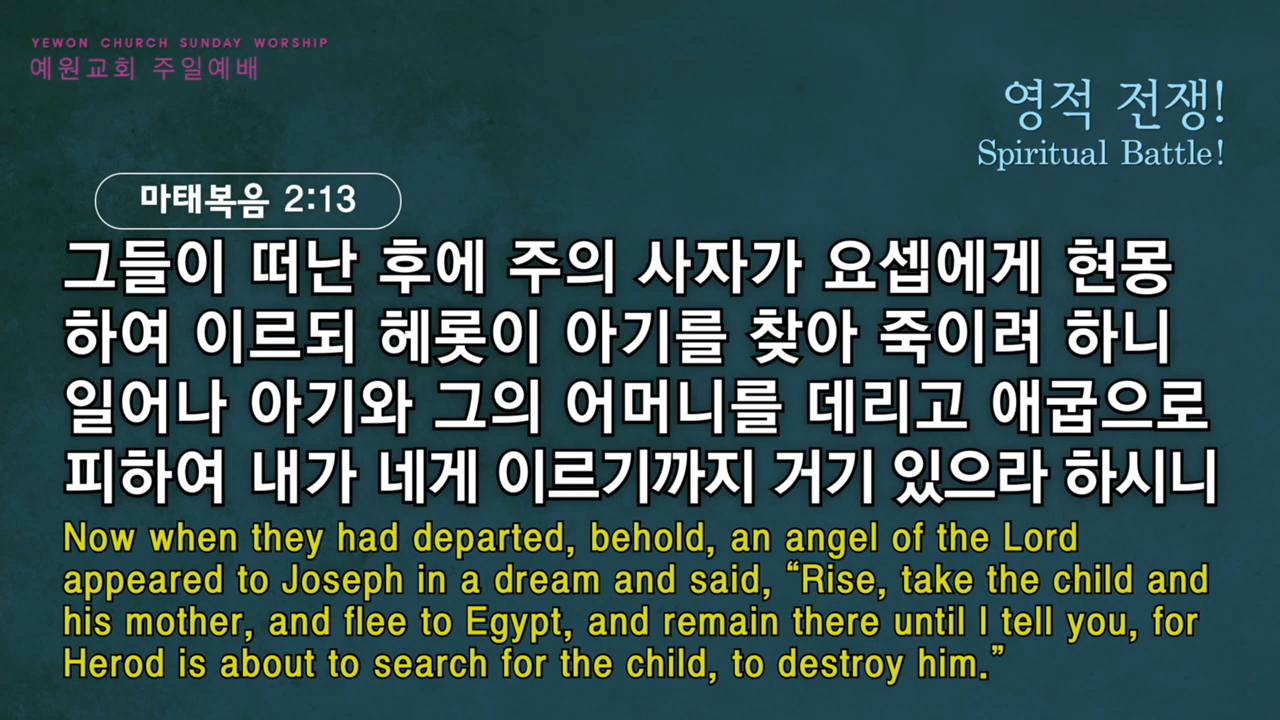 YEWON CHURCH SUNDAY WORSHIP
예원교회 주일예배
영적 전쟁!
Spiritual Battle!
마태복음 2:13
그들이 떠난 후에 주의 사자가 요셉에게 현몽
하여 이르되 헤롯이 아기를 찾아 죽이려 하니
일어나 아기와 그의 어머니를 데리고 애굽으로
피하여 내가 네게 이르기까지 거기 있으라 하시니
Now when they had departed, behold, an angel of the Lord
appeared to Joseph in a dream and said, “Rise, take the child and
his mother, and flee to Egypt, and remain there until I tell you, for
Herod is about to search for the child, to destroy him.”